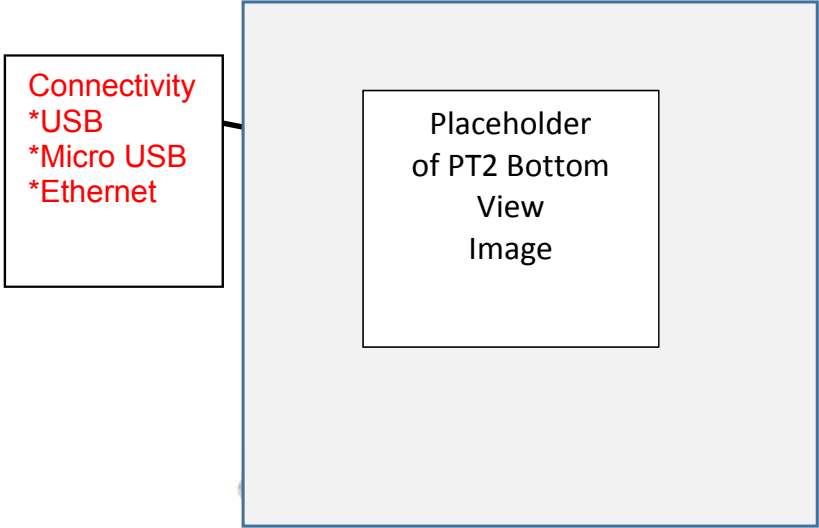 Connectivity
*USB
*Micro USB
*Ethernet
Placeholder
of PT2 Bottom
View
Image